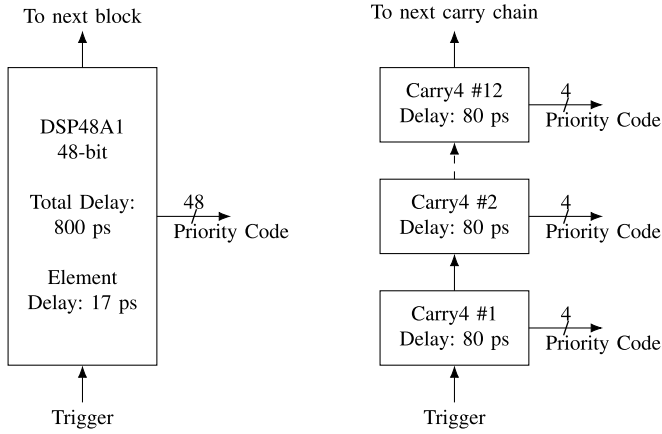 To next block
DSP48A1
48-bit
Total Delay:
800 ps
Element
Delay: 17 ps
48
Priority Code
Trigger
To next carry chain
Carry4 #12
Delay: 80 ps
4
Priority Code
Carry4 #2
Delay: 80 ps
4
Priority Code
Carry4 #1
Delay: 80 ps
4
Priority Code
Trigger